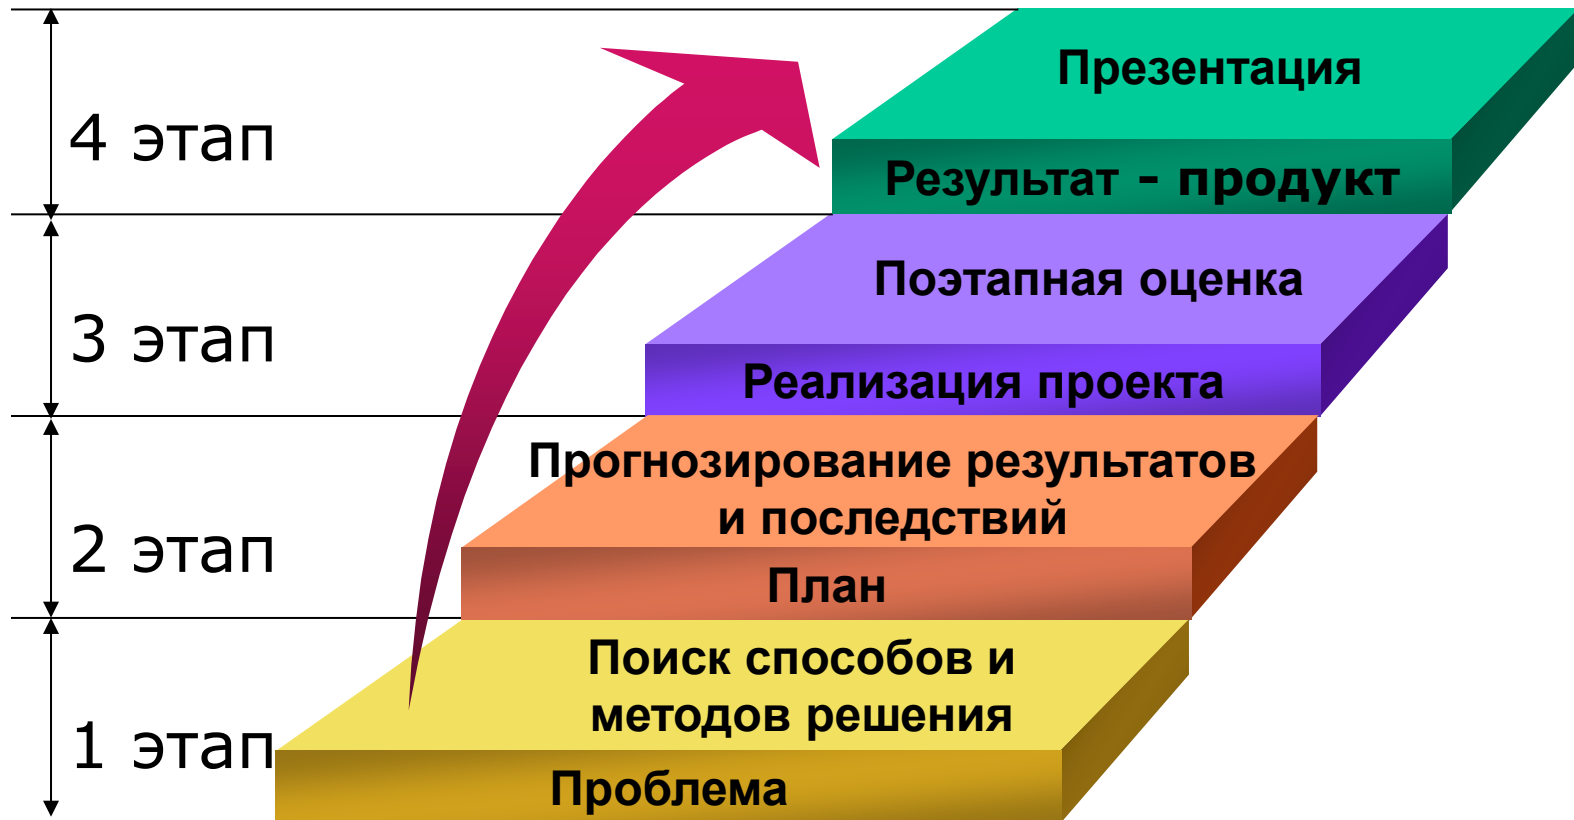 4 этап
Презентация
Результат - продукт
3 этап
Поэтапная оценка
Реализация проекта
2 этап
Прогнозирование результатов
и последствий
План
1 этап
Поиск способов и
методов решения
Проблема